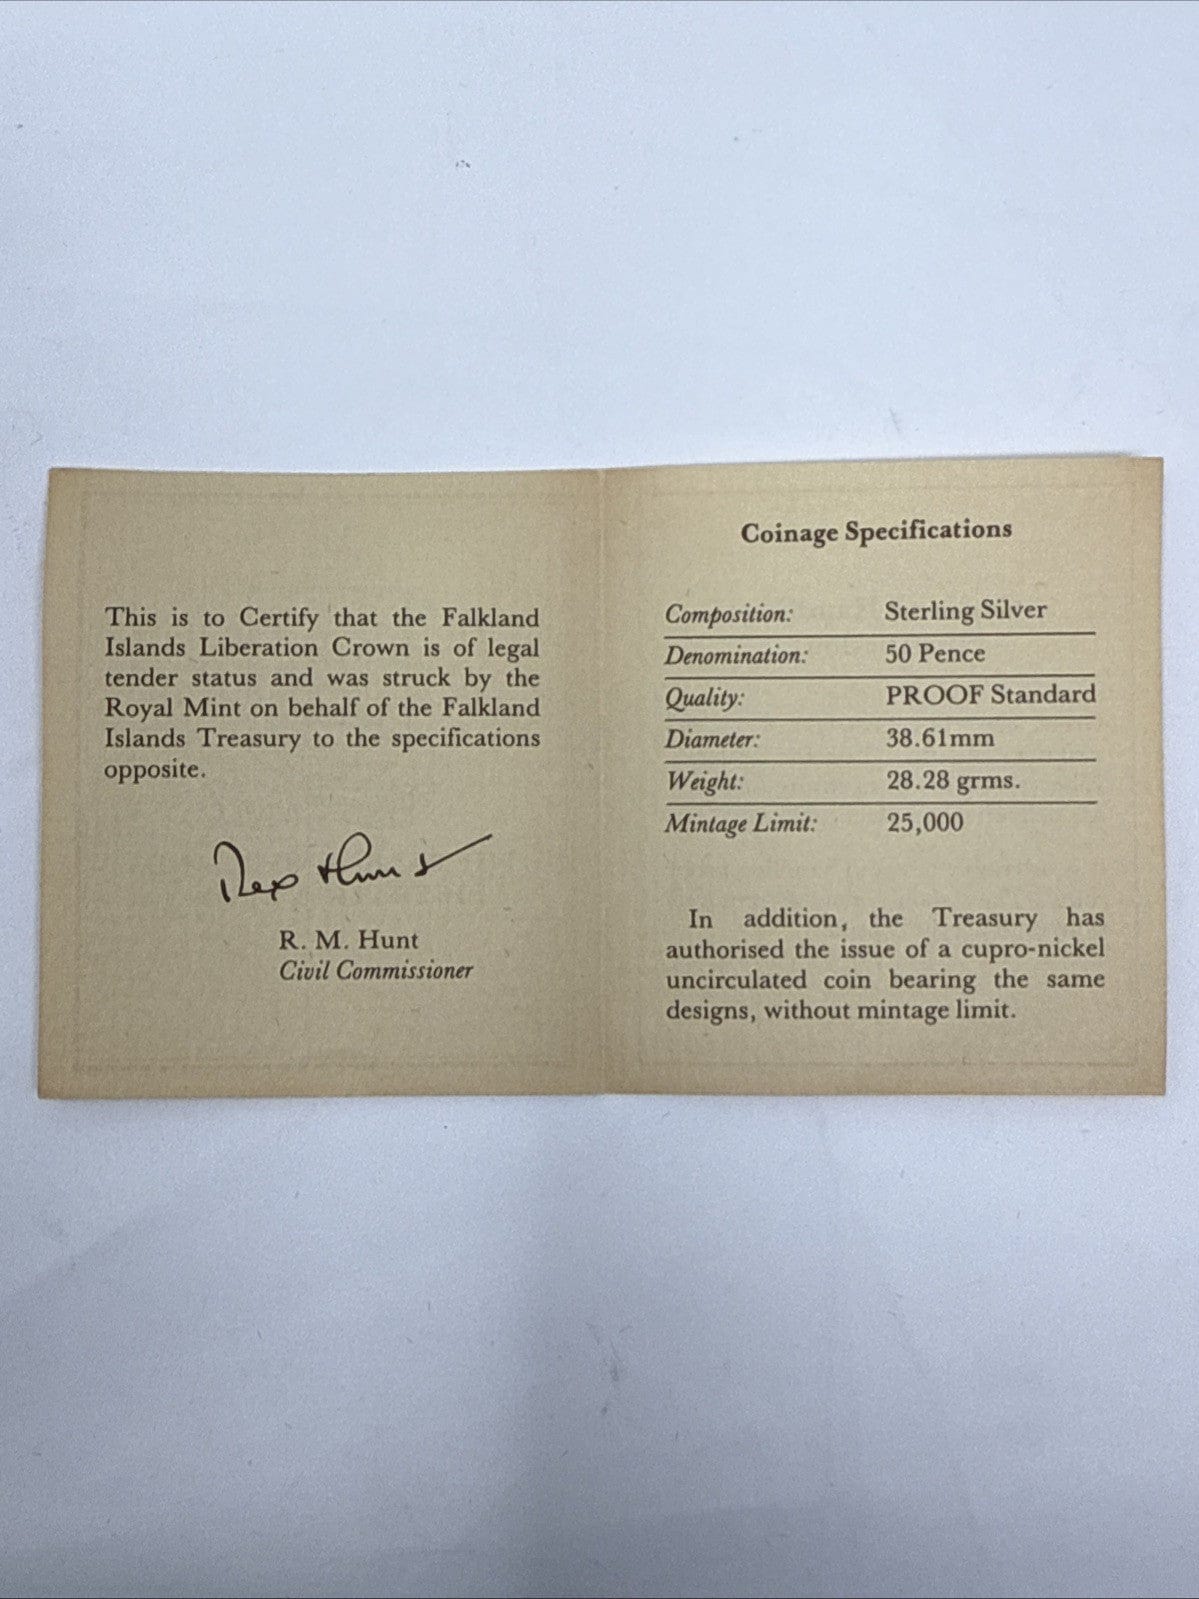 This is to Certify that the Falkland
Islands Liberation Crown is of legal
tender status and was struck by the
Royal Mint on behalf of the Falkland
Islands Treasury to the specifications
opposite.
Rex Hunt
R. M. Hunt
Civil Commissioner
Coinage Specifications
Composition: Sterling Silver
Denomination: 50 Pence
Quality: PROOF Standard
Diameter: 38.61mm
Weight: 28.28 grms.
Mintage Limit: 25,000
In addition, the Treasury has
authorised the issue of a cupro-nickel
uncirculated coin bearing the same
designs, without mintage limit.